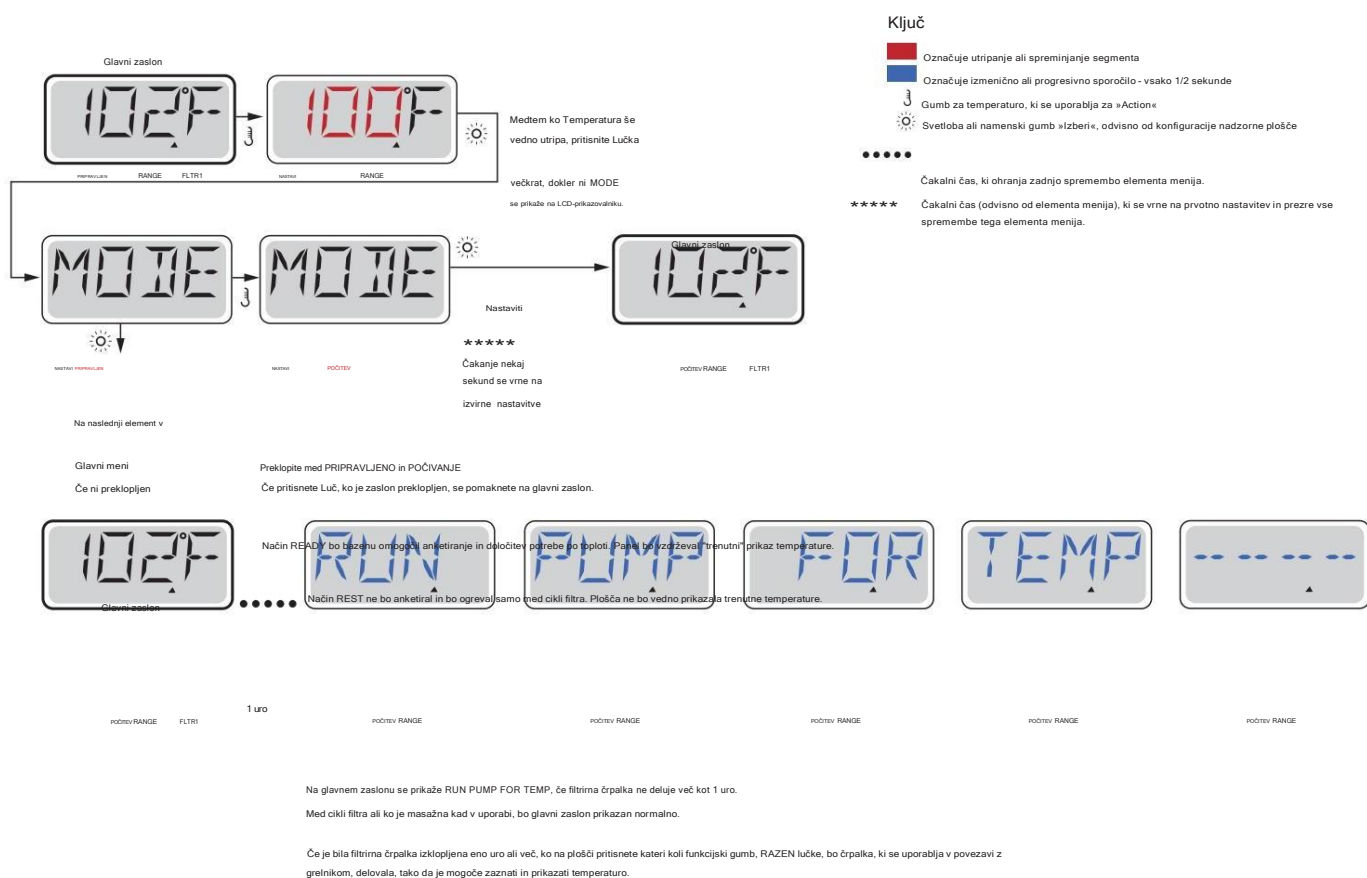 Ključ
Označuje utripanje ali spreminjanje segmenta
Označuje izmenično ali progresivno sporočilo - vsako 1/2 sekunde
Gumb za temperaturo, ki se uporablja za »Action«
Svetloba ali namenski gumb »Izberi«, odvisno od konfiguracije nadzorne plošče
Čakalni čas, ki ohranja zadnjo spremembo elementa menija.
***** Čakalni čas (odvisno od elementa menija), ki se vrne na prvotno nastavitev in prezre vse
spremembe tega elementa menija.
Glavni zaslon
102°F
100°F
PRIPRAVLJEN RANGE FLTR1
NASTAVI RANGE
Medtem ko Temperatura še
vedno utripa, pritisnite Lučka
večkrat, dokler ni MODE
se prikaže na LCD-prikazovalniku.
MODE
MODE
Glavni zaslon
102°F
NASTAVI PRIPRAVLJEN
NASTAVI POČITEV
Nastaviti
*****
Čakanje nekaj
sekund se vrne na
izvirne nastavitve
POČITEV RANGE FLTR1
Na naslednji element v
Glavni meni
Če ni preklopljen
Preklopite med PRIPRAVLJENO in POČIVANJE
Če pritisnete Luč, ko je zaslon preklopljen, se pomaknete na glavni zaslon.
102°F
RUN
PUMP
FOR
TEMP
-- -- -- --
Način READY bo bazenu omogočil anketiranje in določitev potrebe po toploti. Panel bo vzdrževal "trenutni" prikaz temperature.
Glavni zaslon
Način REST ne bo anketiral in bo ogreval samo med cikli filtra. Plošča ne bo vedno prikazala trenutne temperature.
1 uro
POČITEV RANGE FLTR1
POČITEV RANGE
POČITEV RANGE
POČITEV RANGE
POČITEV RANGE
POČITEV RANGE
Na glavnem zaslonu se prikaže RUN PUMP FOR TEMP, če filtrirna črpalka ne deluje več kot 1 uro.
Med cikli filtra ali ko je masažna kad v uporabi, bo glavni zaslon prikazan normalno.
Če je bila filtrirna črpalka izklopljena eno uro ali več, ko na plošči pritisnete kateri koli funkcijski gumb, RAZEN lučke, bo črpalka, ki se uporablja v povezavi z
grelnikom, delovala, tako da je mogoče zaznati in prikazati temperaturo.